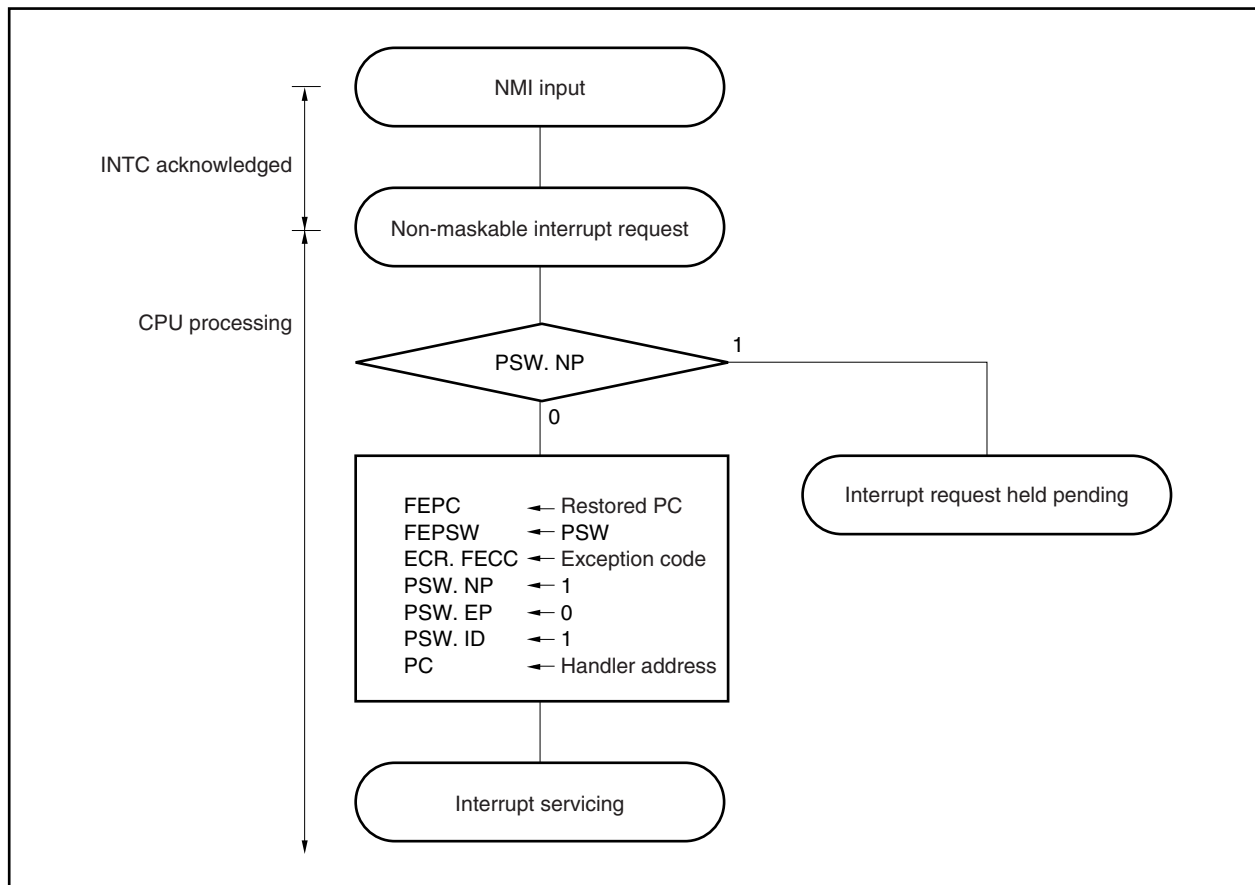 NMI input
INTC acknowledged
Non-maskable interrupt request
CPU processing
PSW. NP
1
0
FEPC ← Restored PC
FEPSW ← PSW
ECR. FECC ← Exception code
PSW. NP ← 1
PSW. EP ← 0
PSW. ID ← 1
PC ← Handler address
Interrupt request held pending
Interrupt servicing